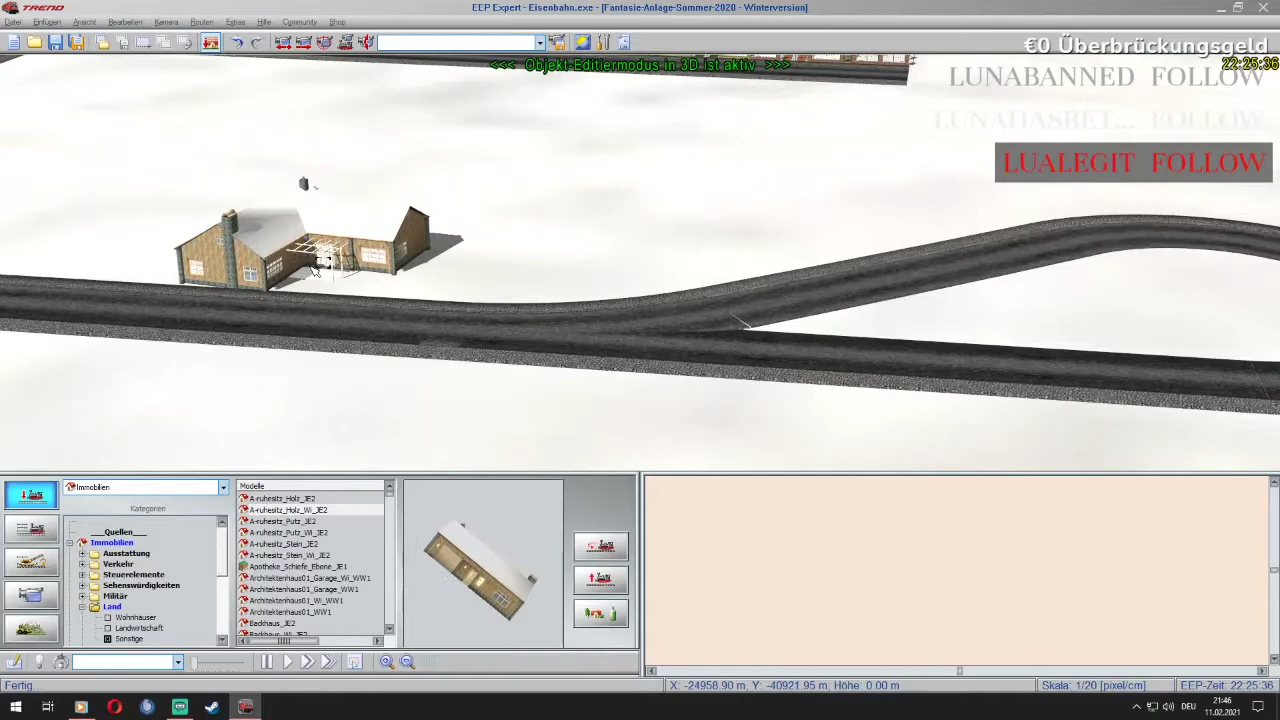 TREND
EEP Expert - Eisenbahn.exe - [Fantasie-Anlage-Sommer-2020 - Winterversion]
Datei Einfügen Ansicht Bearbeiten Kamera Routen Extras Hilfe Community Shop
€0 Überbrückungsgeld
<<< Objekt-Editiermodus in 3D ist aktiv >>>
22:25:36
LUNABANNED FOLLOW
LUNAHASBET... FOLLOW
LUALEGIT FOLLOW
Immobilien
Kategorien
__Quellen__
Immobilien
Ausstattung
Verkehr
Steuerelemente
Sehenswürdigkeiten
Militär
Land
Wohnhäuser
Landwirtschaft
Sonstige
Modelle
A-ruhesitz_Holz_JE2
A-ruhesitz_Holz_Wi_JE2
A-ruhesitz_Putz_JE2
A-ruhesitz_Putz_Wi_JE2
A-ruhesitz_Stein_JE2
A-ruhesitz_Stein_Wi_JE2
Apotheke_Schiefe_Ebene_JE1
Architektenhaus01_Garage_Wi_WW1
Architektenhaus01_Garage_WW1
Architektenhaus01_Wi_WW1
Architektenhaus01_WW1
Backhaus_JE2
Backhaus_Wi_JE2
Fertig...
X: -24958.90 m, Y: -40921.95 m, Höhe: 0.00 m
Skala: 1/20 [pixel/cm]
EEP-Zeit: 22:25:36
DEU
21:46
11.02.2021